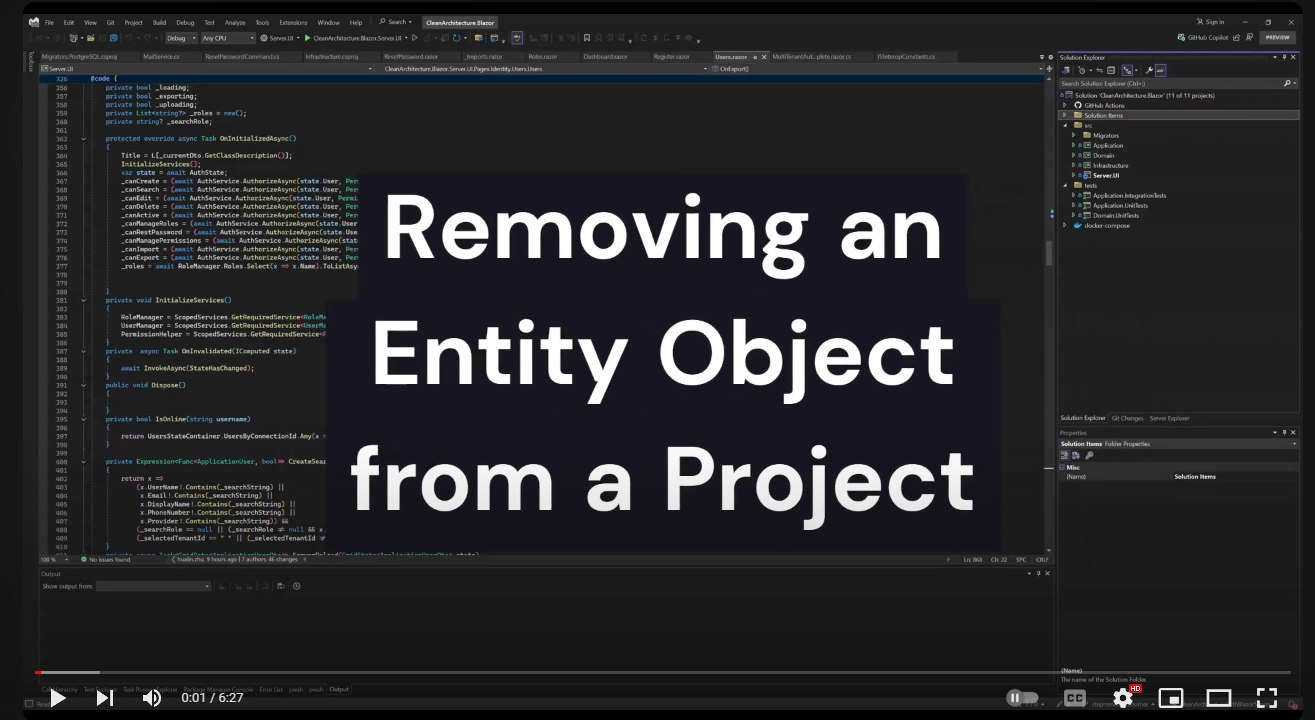 File Edit View Git Project Build Debug Test Analyze Tools Extensions Window Help Search CleanArchitecture.Blazor Sign in
Debug Any CPU Server.UI CleanArchitecture.Blazor.Server.UI GitHub Copilot PREVIEW
Migrators.PostgreSQL.csproj MailService.cs ResetPasswordCommand.cs Infrastructure.csproj ResetPassword.razor _Imports.razor Roles.razor Dashboard.razor Register.razor Users.razor MultiTenantAut...plete.razor.cs JSInteropConstants.cs
Server.UI CleanArchitecture.Blazor.Server.UI.Pages.Identity.Users.Users OnExport()
326 @code {
356 private bool _loading;
357 private bool _exporting;
358 private bool _uploading;
359 private List<string?> _roles = new();
360 private string? _searchRole;
361
362 protected override async Task OnInitializedAsync()
363 {
364 Title = L[_currentDto.GetClassDescription()];
365 InitializeServices();
366 var state = await AuthState;
367 _canCreate = (await AuthService.AuthorizeAsync(state.User, Per
368 _canSearch = (await AuthService.AuthorizeAsync(state.User, Per
369 _canEdit = (await AuthService.AuthorizeAsync(state.User, Permi
370 _canDelete = (await AuthService.AuthorizeAsync(state.User, Per
371 _canActive = (await AuthService.AuthorizeAsync(state.User, Per
372 _canManageRoles = (await AuthService.AuthorizeAsync(state.User
373 _canRestPassword = (await AuthService.AuthorizeAsync(state.Use
374 _canManagePermissions = (await AuthService.AuthorizeAsync(stat
375 _canImport = (await AuthService.AuthorizeAsync(state.User, Per
376 _canExport = (await AuthService.AuthorizeAsync(state.User, Per
377 _roles = await RoleManager.Roles.Select(x => x.Name).ToListAsy
378
379
380 }
381 private void InitializeServices()
382 {
383 RoleManager = ScopedServices.GetRequiredService<RoleMa
384 UserManager = ScopedServices.GetRequiredService<UserMa
385 PermissionHelper = ScopedServices.GetRequiredService<P
386 }
387 private async Task OnInvalidated(IComputed state)
388 {
389 await InvokeAsync(StateHasChanged);
390 }
391 public void Dispose()
392 {
393
394 }
395 private bool IsOnline(string username)
396 {
397 return UsersStateContainer.UsersByConnectionId.Any(x =
398 }
399
400 private Expression<Func<ApplicationUser, bool>> CreateSear
401 {
402 return x =>
403 (x.UserName!.Contains(_searchString) ||
404 x.Email!.Contains(_searchString) ||
405 x.DisplayName!.Contains(_searchString) ||
406 x.PhoneNumber!.Contains(_searchString) ||
407 x.Provider!.Contains(_searchString)) &&
408 (_searchRole == null || (_searchRole != null && x.
409 (_selectedTenantId == " " || (_selectedTenantId !=
410 }
Removing an
Entity Object
from a Project
100 % No issues found hualin.zhu, 9 hours ago | 7 authors, 46 changes Ln: 868 Ch: 22 SPC CRLF
Output
Show output from:
Solution Explorer
Search Solution Explorer (Ctrl+;)
Solution 'CleanArchitecture.Blazor' (11 of 11 projects)
GitHub Actions
Solution Items
src
Migrators
Application
Domain
Infrastructure
Server.UI
tests
Application.IntegrationTests
Application.UnitTests
Domain.UnitTests
docker-compose
Solution Explorer Git Changes Server Explorer
Properties
Solution Items Folder Properties
Misc
(Name) Solution Items
(Name)
The name of the Solution Folder.
Package Manager Console Error List pwsh pwsh Output
0:01 / 6:27
CC
HD